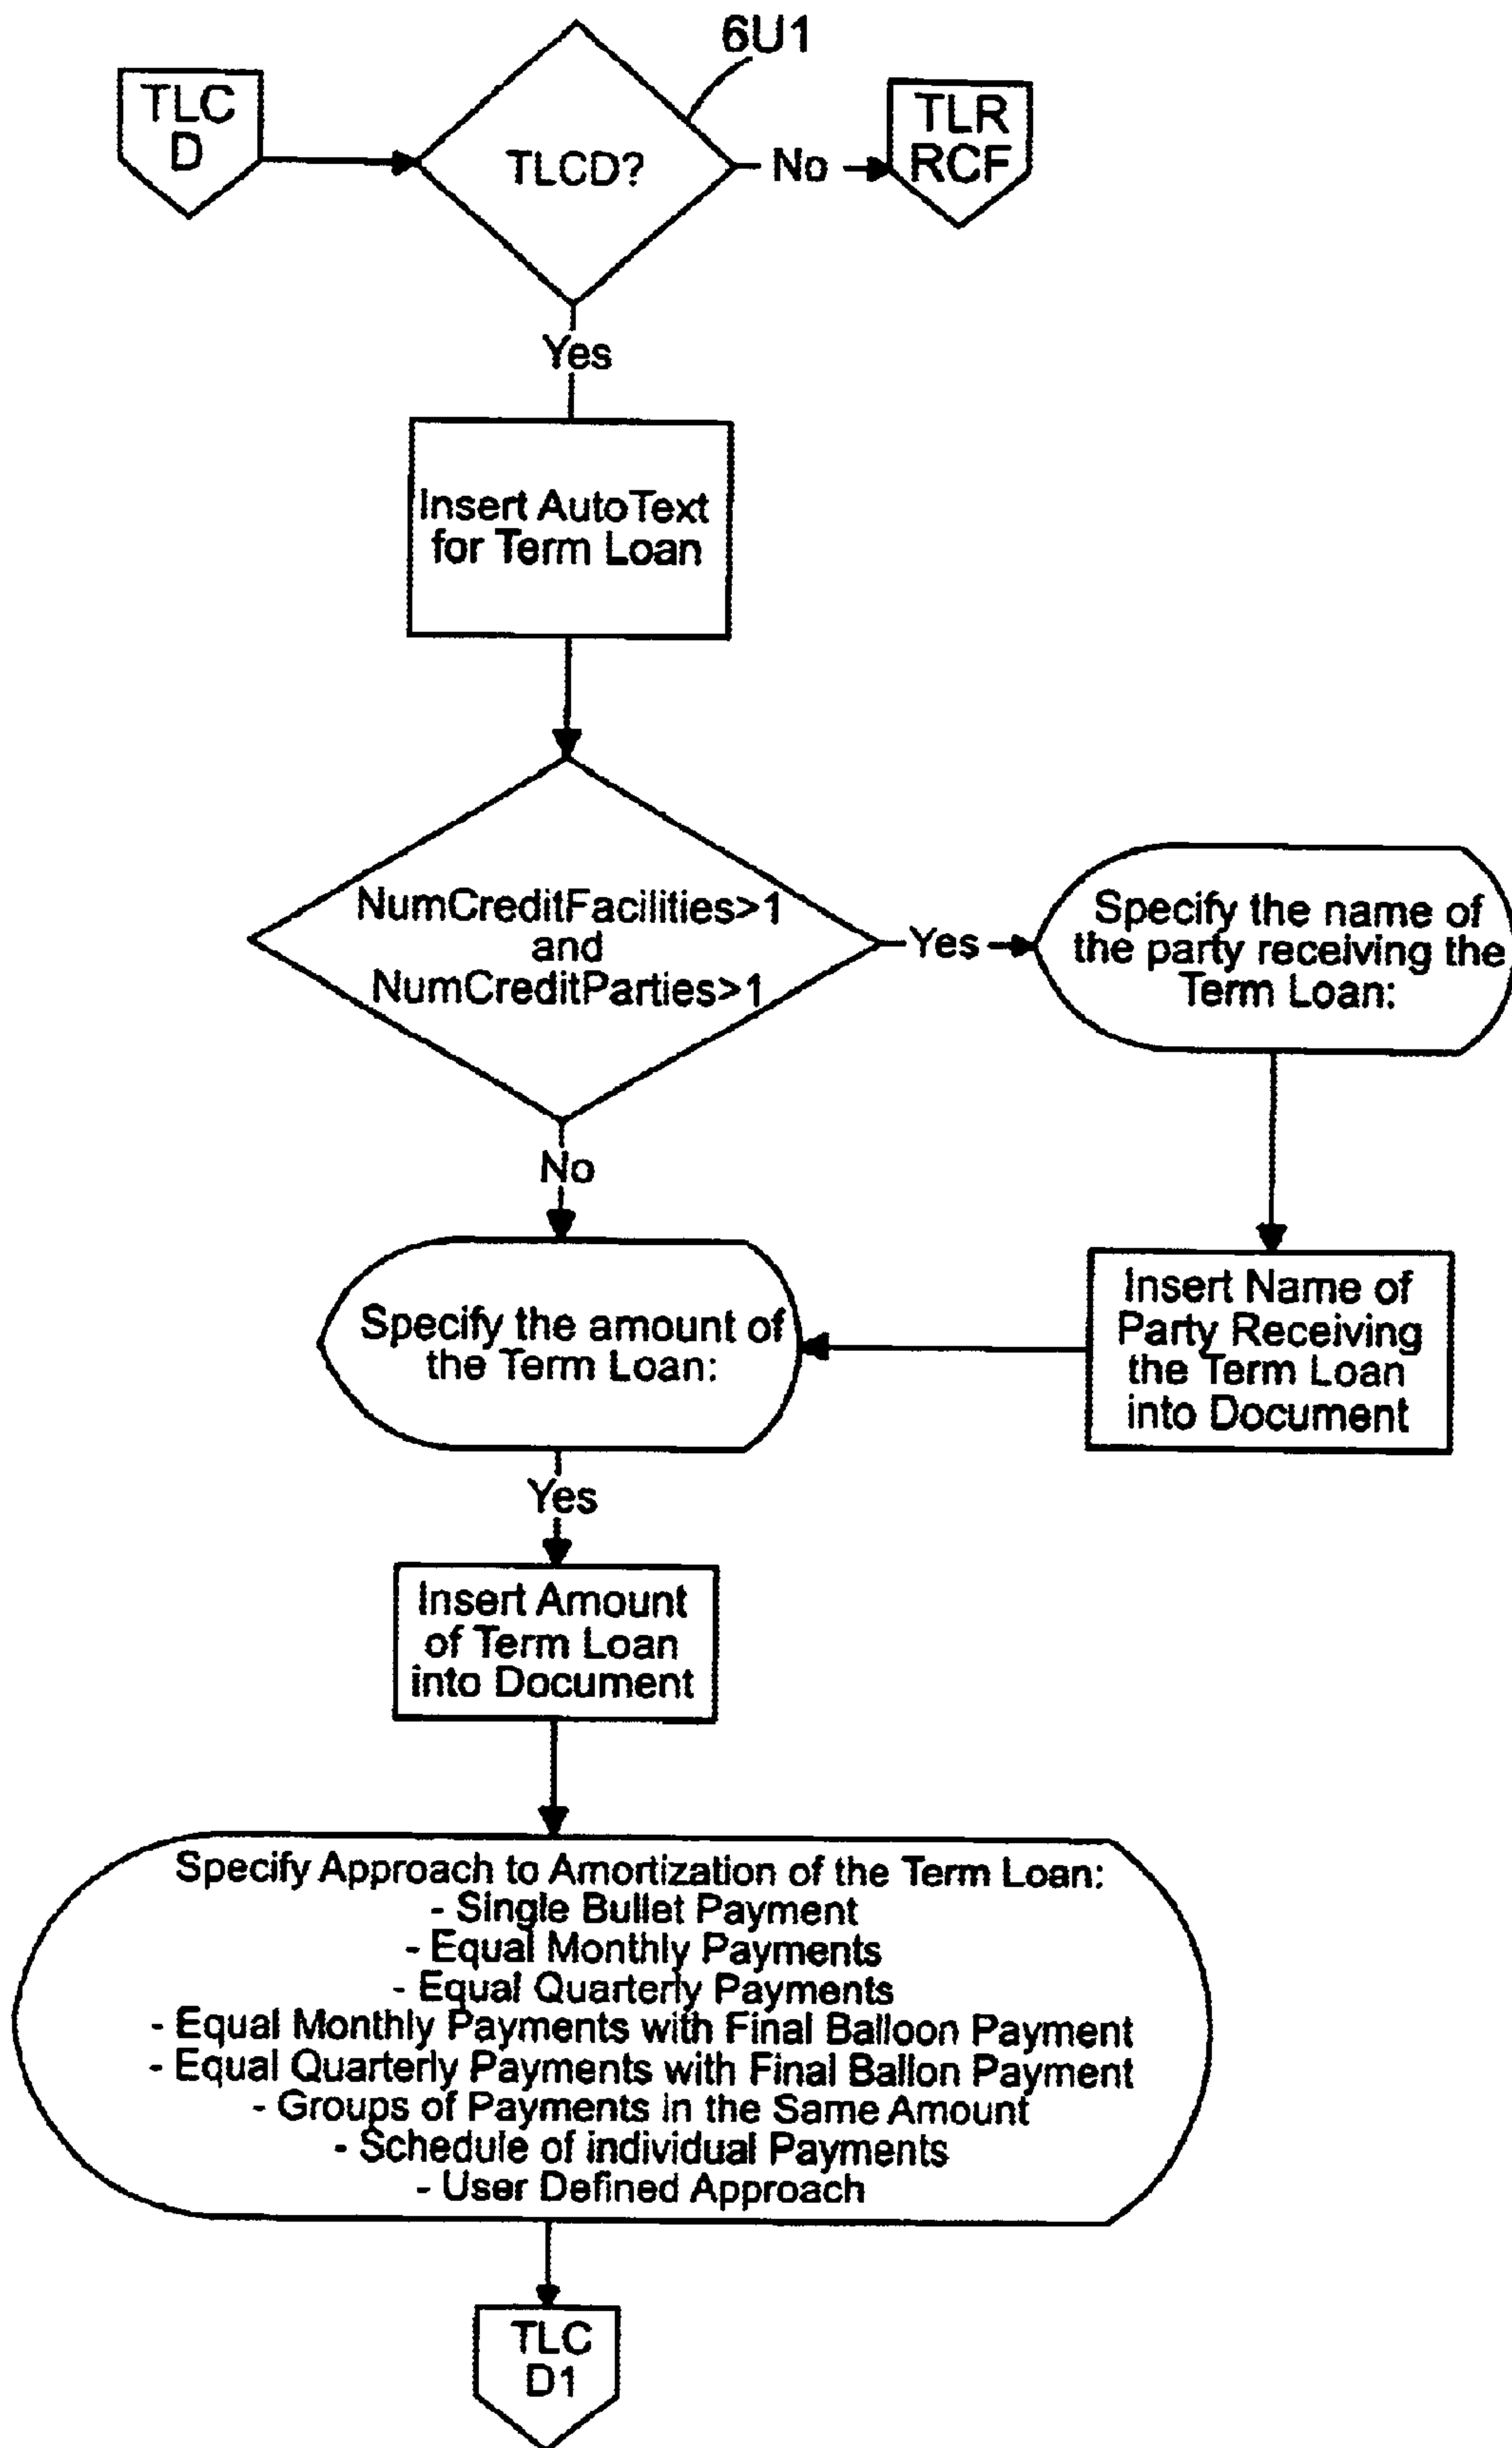 6U1
TLC
D
TLCD?
No
TLR
RCF
Yes
Insert AutoText
for Term Loan
NumCreditFacilities>1
and
NumCreditParties>1
Yes
Specify the name of
the party receiving the
Term Loan:
No
Insert Name of
Party Receiving
the Term Loan
into Document
Specify the amount of
the Term Loan:
Yes
Insert Amount
of Term Loan
into Document
Specify Approach to Amortization of the Term Loan:
- Single Bullet Payment
- Equal Monthly Payments
- Equal Quarterly Payments
- Equal Monthly Payments with Final Balloon Payment
- Equal Quarterly Payments with Final Ballon Payment
- Groups of Payments in the Same Amount
- Schedule of individual Payments
- User Defined Approach
TLC
D1